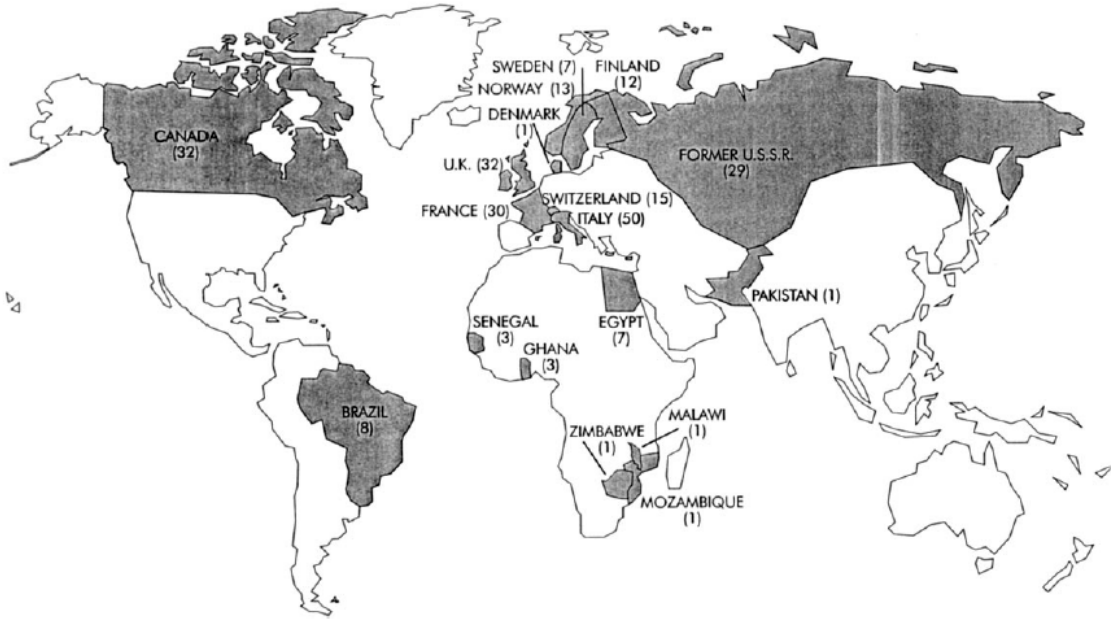 SWEDEN (7)
FINLAND
(12)
NORWAY (13)
DENMARK
(1)
CANADA
(32)
U.K. (32)
FORMER U.S.S.R.
(29)
SWITZERLAND (15)
FRANCE (30)
ITALY (50)
PAKISTAN (1)
SENEGAL
(3)
EGYPT
(7)
GHANA
(3)
BRAZIL
(8)
MALAWI
(1)
ZIMBABWE
(1)
MOZAMBIQUE
(1)